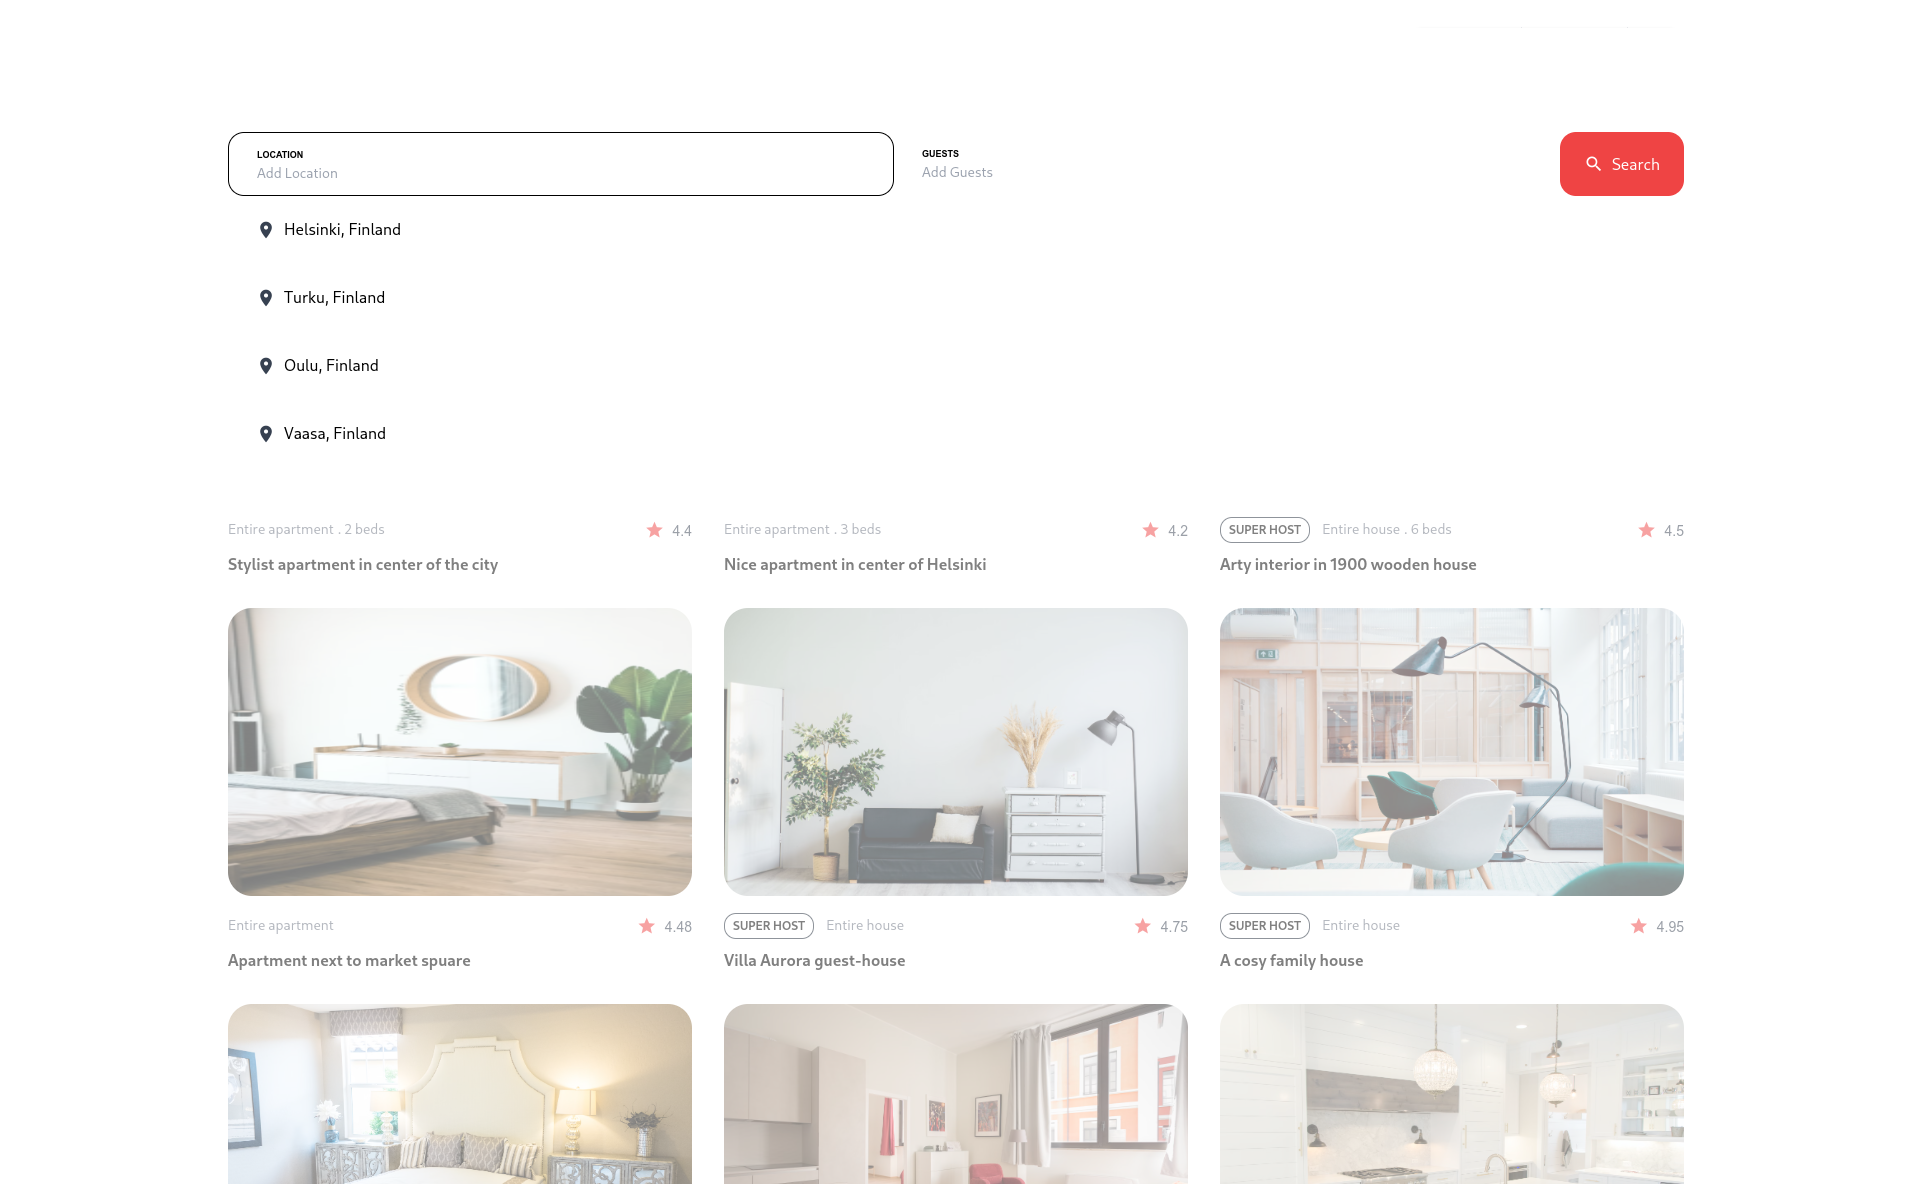 LOCATION
Add Location
GUESTS
Add Guests
Search
Helsinki, Finland
Turku, Finland
Oulu, Finland
Vaasa, Finland
Entire apartment . 2 beds
4.4
Stylist apartment in center of the city
Entire apartment . 3 beds
4.2
Nice apartment in center of Helsinki
SUPER HOST
Entire house . 6 beds
4.5
Arty interior in 1900 wooden house
Entire apartment
4.48
Apartment next to market spuare
SUPER HOST
Entire house
4.75
Villa Aurora guest-house
SUPER HOST
Entire house
4.95
A cosy family house